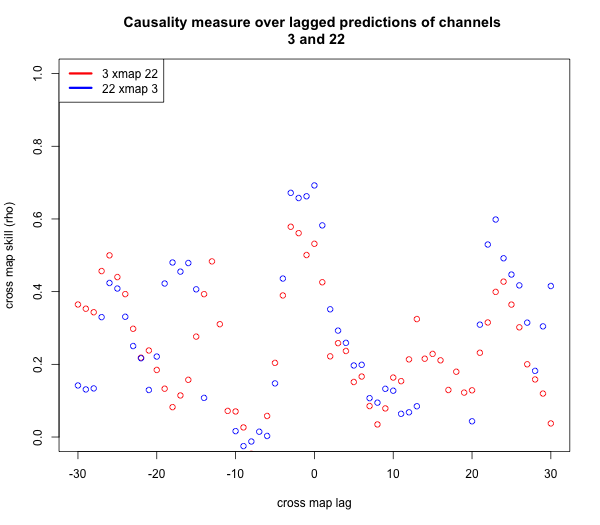 Causality measure over lagged predictions of channels
3 and 22
3 xmap 22
22 xmap 3
cross map skill (rho)
1.0
0.8
0.6
0.4
0.2
0.0
-30 -20 -10 0 10 20 30
cross map lag